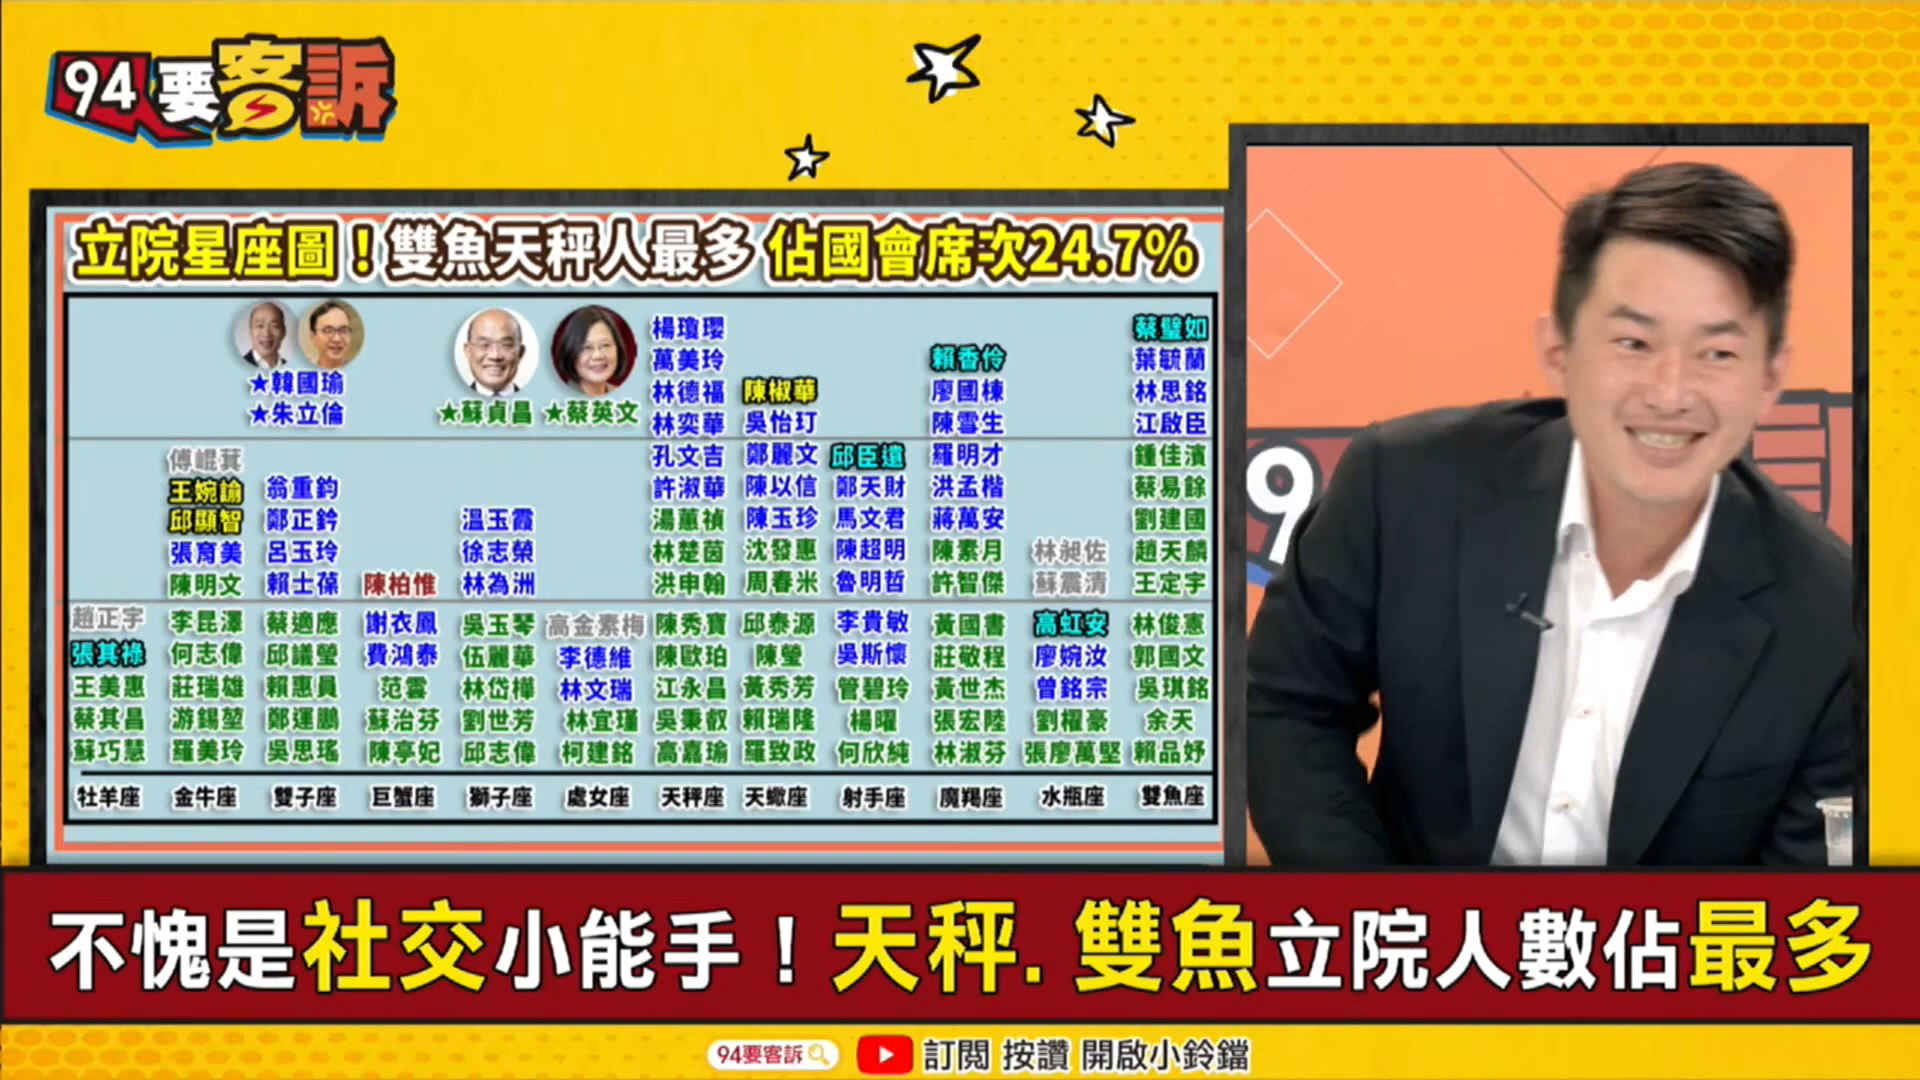 94要客訴
立院星座圖！雙魚天秤人最多 佔國會席次24.7%
★韓國瑜
★朱立倫
★蘇貞昌
★蔡英文
趙正宇
張其祿
王美惠
蔡其昌
蘇巧慧
牡羊座
傅崐萁
王婉諭
邱顯智
張育美
陳明文
李昆澤
何志偉
莊瑞雄
游錫堃
羅美玲
金牛座
翁重鈞
鄭正鈐
呂玉玲
賴士葆
蔡適應
邱議瑩
賴惠員
鄭運鵬
吳思瑤
雙子座
陳柏惟
謝衣鳳
費鴻泰
范雲
蘇治芬
陳亭妃
巨蟹座
溫玉霞
徐志榮
林為洲
吳玉琴
伍麗華
林岱樺
劉世芳
邱志偉
獅子座
高金素梅
李德維
林文瑞
林宜瑾
柯建銘
處女座
楊瓊瓔
萬美玲
林德福
林奕華
孔文吉
許淑華
湯蕙禎
林楚茵
洪申翰
陳秀寶
陳歐珀
江永昌
吳秉叡
高嘉瑜
天秤座
陳椒華
吳怡玎
鄭麗文
陳以信
陳玉珍
沈發惠
周春米
邱泰源
陳瑩
黃秀芳
賴瑞隆
羅致政
天蠍座
邱臣遠
鄭天財
馬文君
陳超明
魯明哲
李貴敏
吳斯懷
管碧玲
楊曜
何欣純
射手座
賴香伶
廖國棟
陳雪生
羅明才
洪孟楷
蔣萬安
陳素月
許智傑
黃國書
莊敬程
黃世杰
張宏陸
林淑芬
魔羯座
林昶佐
蘇震清
高虹安
廖婉汝
曾銘宗
劉櫂豪
張廖萬堅
水瓶座
蔡璧如
葉毓蘭
林思銘
江啟臣
鍾佳濱
蔡易餘
劉建國
趙天麟
王定宇
林俊憲
郭國文
吳琪銘
余天
賴品妤
雙魚座
9
不愧是社交小能手！天秤.雙魚立院人數佔最多
94要客訴
訂閱 按讚 開啟小鈴鐺